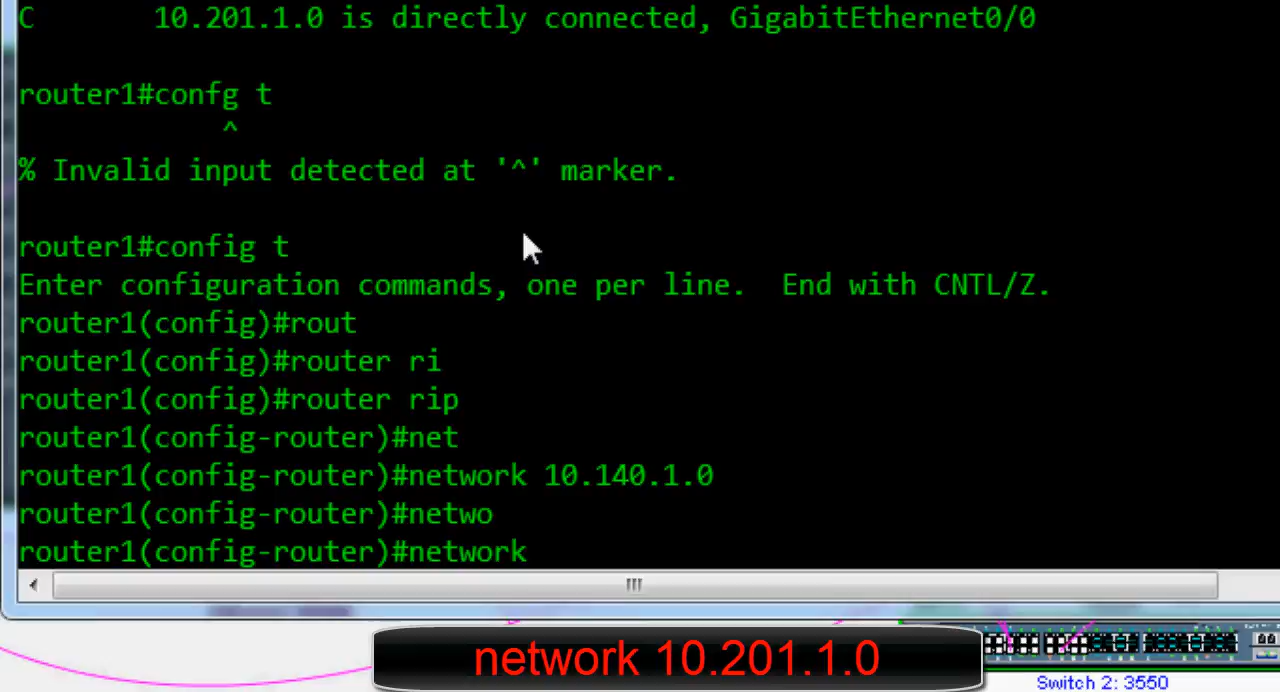 C       10.201.1.0 is directly connected, GigabitEthernet0/0
router1#confg t
            ^
% Invalid input detected at '^' marker.
router1#config t
Enter configuration commands, one per line.  End with CNTL/Z.
router1(config)#rout
router1(config)#router ri
router1(config)#router rip
router1(config-router)#net
router1(config-router)#network 10.140.1.0
router1(config-router)#netwo
router1(config-router)#network
network 10.201.1.0
Switch 2: 3550